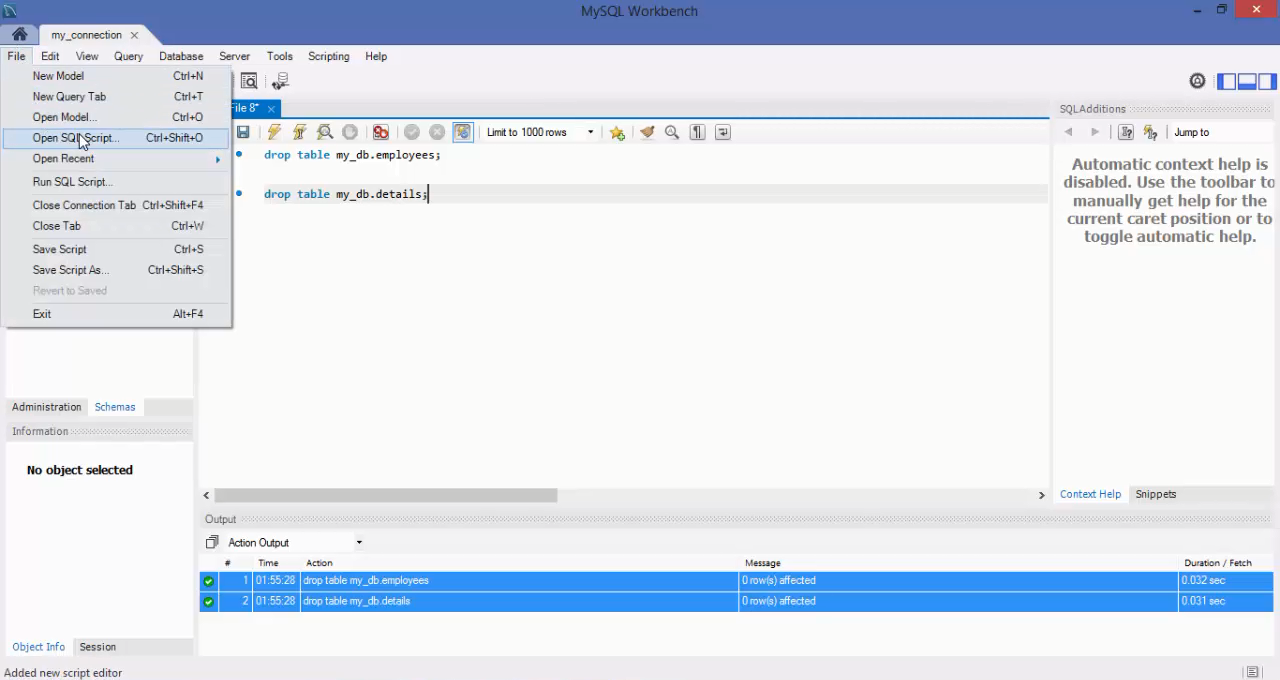 MySQL Workbench
my_connection
File Edit View Query Database Server Tools Scripting Help
New Model Ctrl+N
New Query Tab Ctrl+T
Open Model... Ctrl+O
Open SQL Script... Ctrl+Shift+O
Open Recent
Run SQL Script...
Close Connection Tab Ctrl+Shift+F4
Close Tab Ctrl+W
Save Script Ctrl+S
Save Script As... Ctrl+Shift+S
Revert to Saved
Exit Alt+F4
File 8*
Limit to 1000 rows
drop table my_db.employees;
drop table my_db.details;
SQLAdditions
Jump to
Automatic context help is
disabled. Use the toolbar to
manually get help for the
current caret position or to
toggle automatic help.
Context Help Snippets
Administration Schemas
Information
No object selected
Object Info Session
Output
Action Output
# Time Action Message Duration / Fetch
1 01:55:28 drop table my_db.employees 0 row(s) affected 0.032 sec
2 01:55:28 drop table my_db.details 0 row(s) affected 0.031 sec
Added new script editor